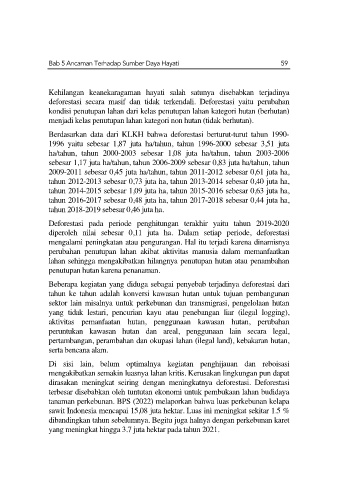 Bab 5 Ancaman Terhadap Sumber Daya Hayati 59
Kehilangan keanekaragaman hayati salah satunya disebabkan terjadinya
deforestasi secara masif dan tidak terkendali. Deforestasi yaitu perubahan
kondisi penutupan lahan dari kelas penutupan lahan kategori hutan (berhutan)
menjadi kelas penutupan lahan kategori non hutan (tidak berhutan).
Berdasarkan data dari KLKH bahwa deforestasi berturut-turut tahun 1990-
1996 yaitu sebesar 1,87 juta ha/tahun, tahun 1996-2000 sebesar 3,51 juta
ha/tahun, tahun 2000-2003 sebesar 1,08 juta ha/tahun, tahun 2003-2006
sebesar 1,17 juta ha/tahun, tahun 2006-2009 sebesar 0,83 juta ha/tahun, tahun
2009-2011 sebesar 0,45 juta ha/tahun, tahun 2011-2012 sebesar 0,61 juta ha,
tahun 2012-2013 sebesar 0,73 juta ha, tahun 2013-2014 sebesar 0,40 juta ha,
tahun 2014-2015 sebesar 1,09 juta ha, tahun 2015-2016 sebesar 0,63 juta ha,
tahun 2016-2017 sebesar 0,48 juta ha, tahun 2017-2018 sebesar 0,44 juta ha,
tahun 2018-2019 sebesar 0,46 juta ha.
Deforestasi pada periode penghitungan terakhir yaitu tahun 2019-2020
diperoleh nilai sebesar 0,11 juta ha. Dalam setiap periode, deforestasi
mengalami peningkatan atau pengurangan. Hal itu terjadi karena dinamisnya
perubahan penutupan lahan akibat aktivitas manusia dalam memanfaatkan
lahan sehingga mengakibatkan hilangnya penutupan hutan atau penambahan
penutupan hutan karena penanaman.
Beberapa kegiatan yang diduga sebagai penyebab terjadinya deforestasi dari
tahun ke tahun adalah konversi kawasan hutan untuk tujuan pembangunan
sektor lain misalnya untuk perkebunan dan transmigrasi, pengelolaan hutan
yang tidak lestari, pencurian kayu atau penebangan liar (ilegal logging),
aktivitas pemanfaatan hutan, penggunaan kawasan hutan, perubahan
peruntukan kawasan hutan dan areal, penggunaan lain secara legal,
pertambangan, perambahan dan okupasi lahan (ilegal land), kebakaran hutan,
serta bencana alam.
Di sisi lain, belum optimalnya kegiatan penghijauan dan reboisasi
mengakibatkan semakin luasnya lahan kritis. Kerusakan lingkungan pun dapat
dirasakan meningkat seiring dengan meningkatnya deforestasi. Deforestasi
terbesar disebabkan oleh tuntutan ekonomi untuk pembukaan lahan budidaya
tanaman perkebunan. BPS (2022) melaporkan bahwa luas perkebunan kelapa
sawit Indonesia mencapai 15,08 juta hektar. Luas ini meningkat sekitar 1.5 %
dibandingkan tahun sebelumnya. Begitu juga halnya dengan perkebunan karet
yang meningkat hingga 3.7 juta hektar pada tahun 2021.